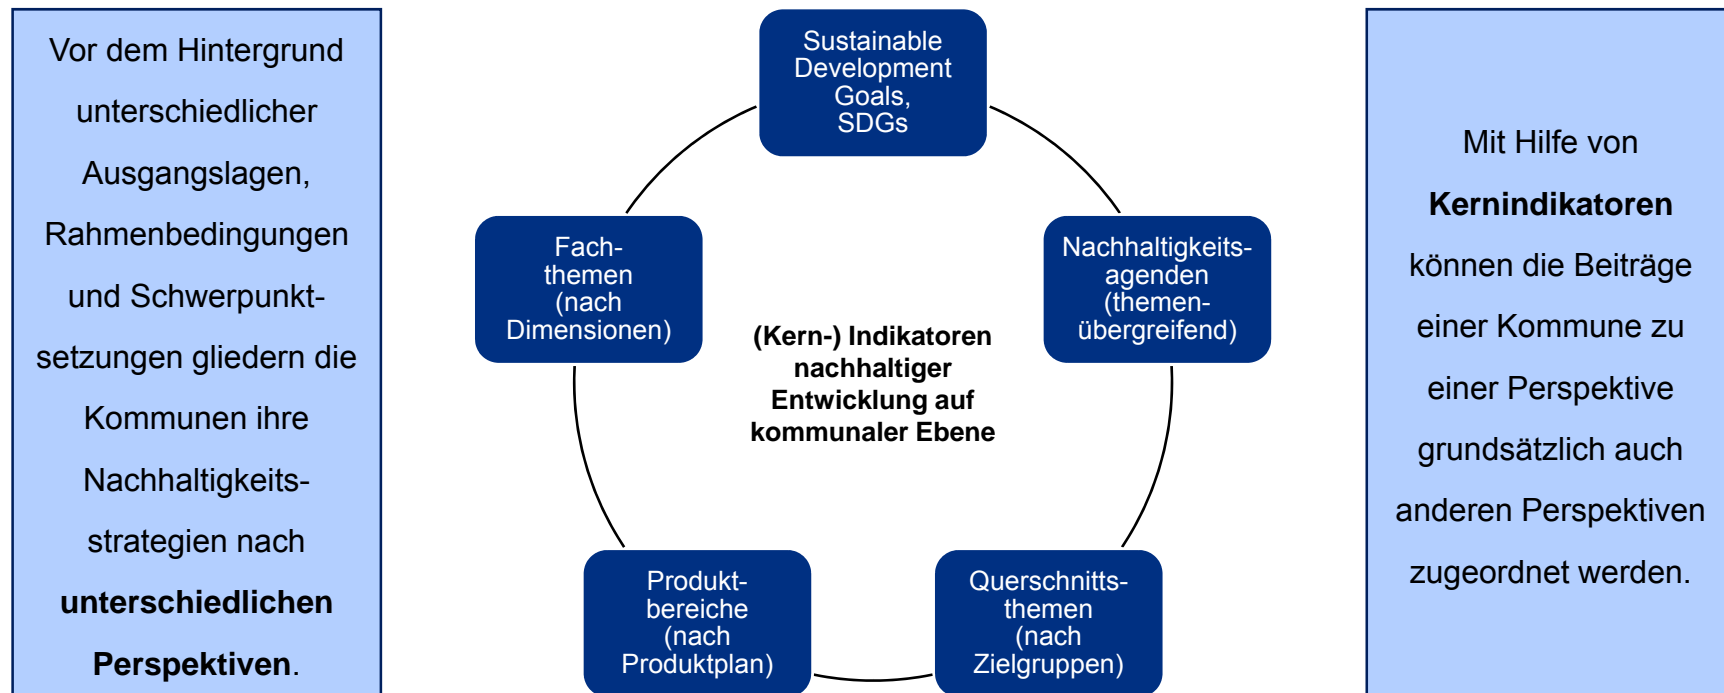 Vor dem Hintergrund
unterschiedlicher
Ausgangslagen,
Rahmenbedingungen
und Schwerpunkt-
setzungen gliedern die
Kommunen ihre
Nachhaltigkeits-
strategien nach
unterschiedlichen
Perspektiven.
Sustainable
Development
Goals,
SDGs
Fach-
themen
(nach
Dimensionen)
Nachhaltigkeits-
agenden
(themen-
übergreifend)
(Kern-) Indikatoren
nachhaltiger
Entwicklung auf
kommunaler Ebene
Produkt-
bereiche
(nach
Produktplan)
Querschnitts-
themen
(nach
Zielgruppen)
Mit Hilfe von
Kernindikatoren
können die Beiträge
einer Kommune zu
einer Perspektive
grundsätzlich auch
anderen Perspektiven
zugeordnet werden.